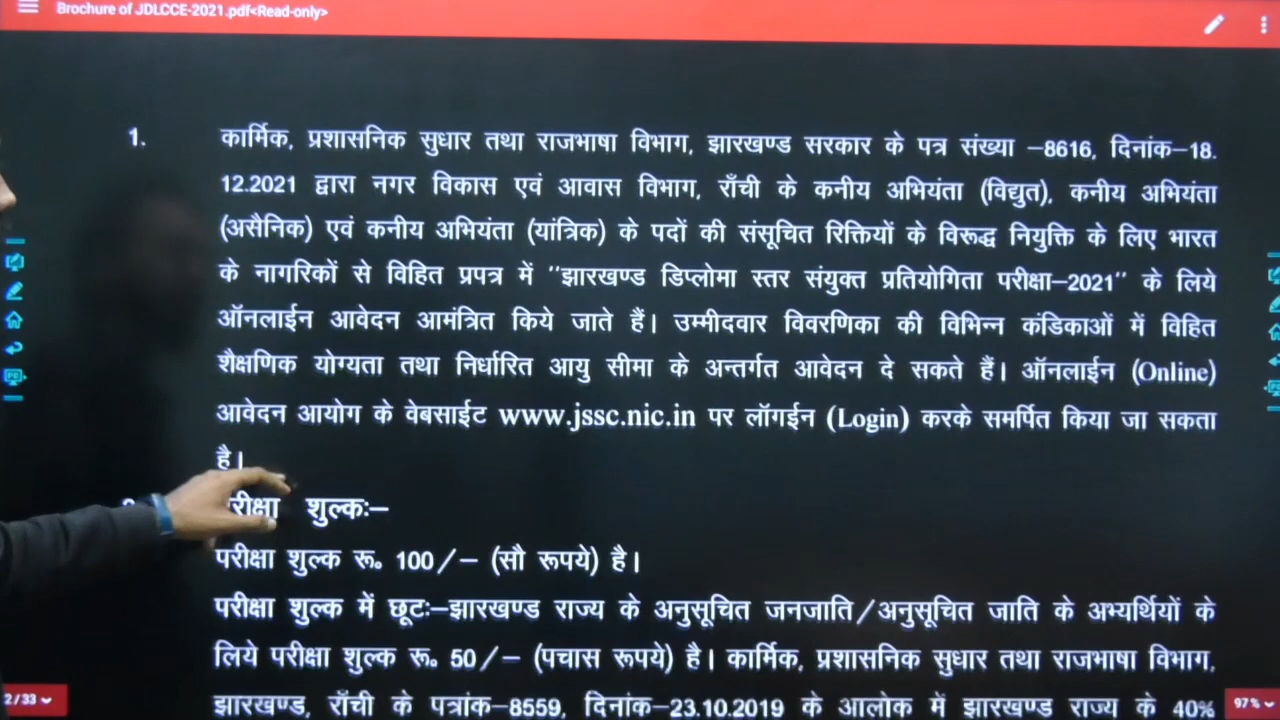 Brochure of JDLCCE-2021.pdf<Read-only>
1. कार्मिक, प्रशासनिक सुधार तथा राजभाषा विभाग, झारखण्ड सरकार के पत्र संख्या –8616, दिनांक–18.
12.2021 द्वारा नगर विकास एवं आवास विभाग, राँची के कनीय अभियंता (विद्युत), कनीय अभियंता
(असैनिक) एवं कनीय अभियंता (यांत्रिक) के पदों की संसूचित रिक्तियों के विरूद्ध नियुक्ति के लिए भारत
के नागरिकों से विहित प्रपत्र में "झारखण्ड डिप्लोमा स्तर संयुक्त प्रतियोगिता परीक्षा–2021" के लिये
ऑनलाईन आवेदन आमंत्रित किये जाते हैं। उम्मीदवार विवरणिका की विभिन्न कंडिकाओं में विहित
शैक्षणिक योग्यता तथा निर्धारित आयु सीमा के अन्तर्गत आवेदन दे सकते हैं। ऑनलाईन (Online)
आवेदन आयोग के वेबसाईट www.jssc.nic.in पर लॉगईन (Login) करके समर्पित किया जा सकता
है।
शुल्कः–
परीक्षा शुल्क रू० 100/– (सौ रूपये) है।
परीक्षा शुल्क में छूटः–झारखण्ड राज्य के अनुसूचित जनजाति/अनुसूचित जाति के अभ्यर्थियों के
लिये परीक्षा शुल्क रू० 50/– (पचास रूपये) है। कार्मिक, प्रशासनिक सुधार तथा राजभाषा विभाग,
झारखण्ड, राँची के पत्रांक–8559, दिनांक–23.10.2019 के आलोक में झारखण्ड राज्य के 40%
2/33
97%